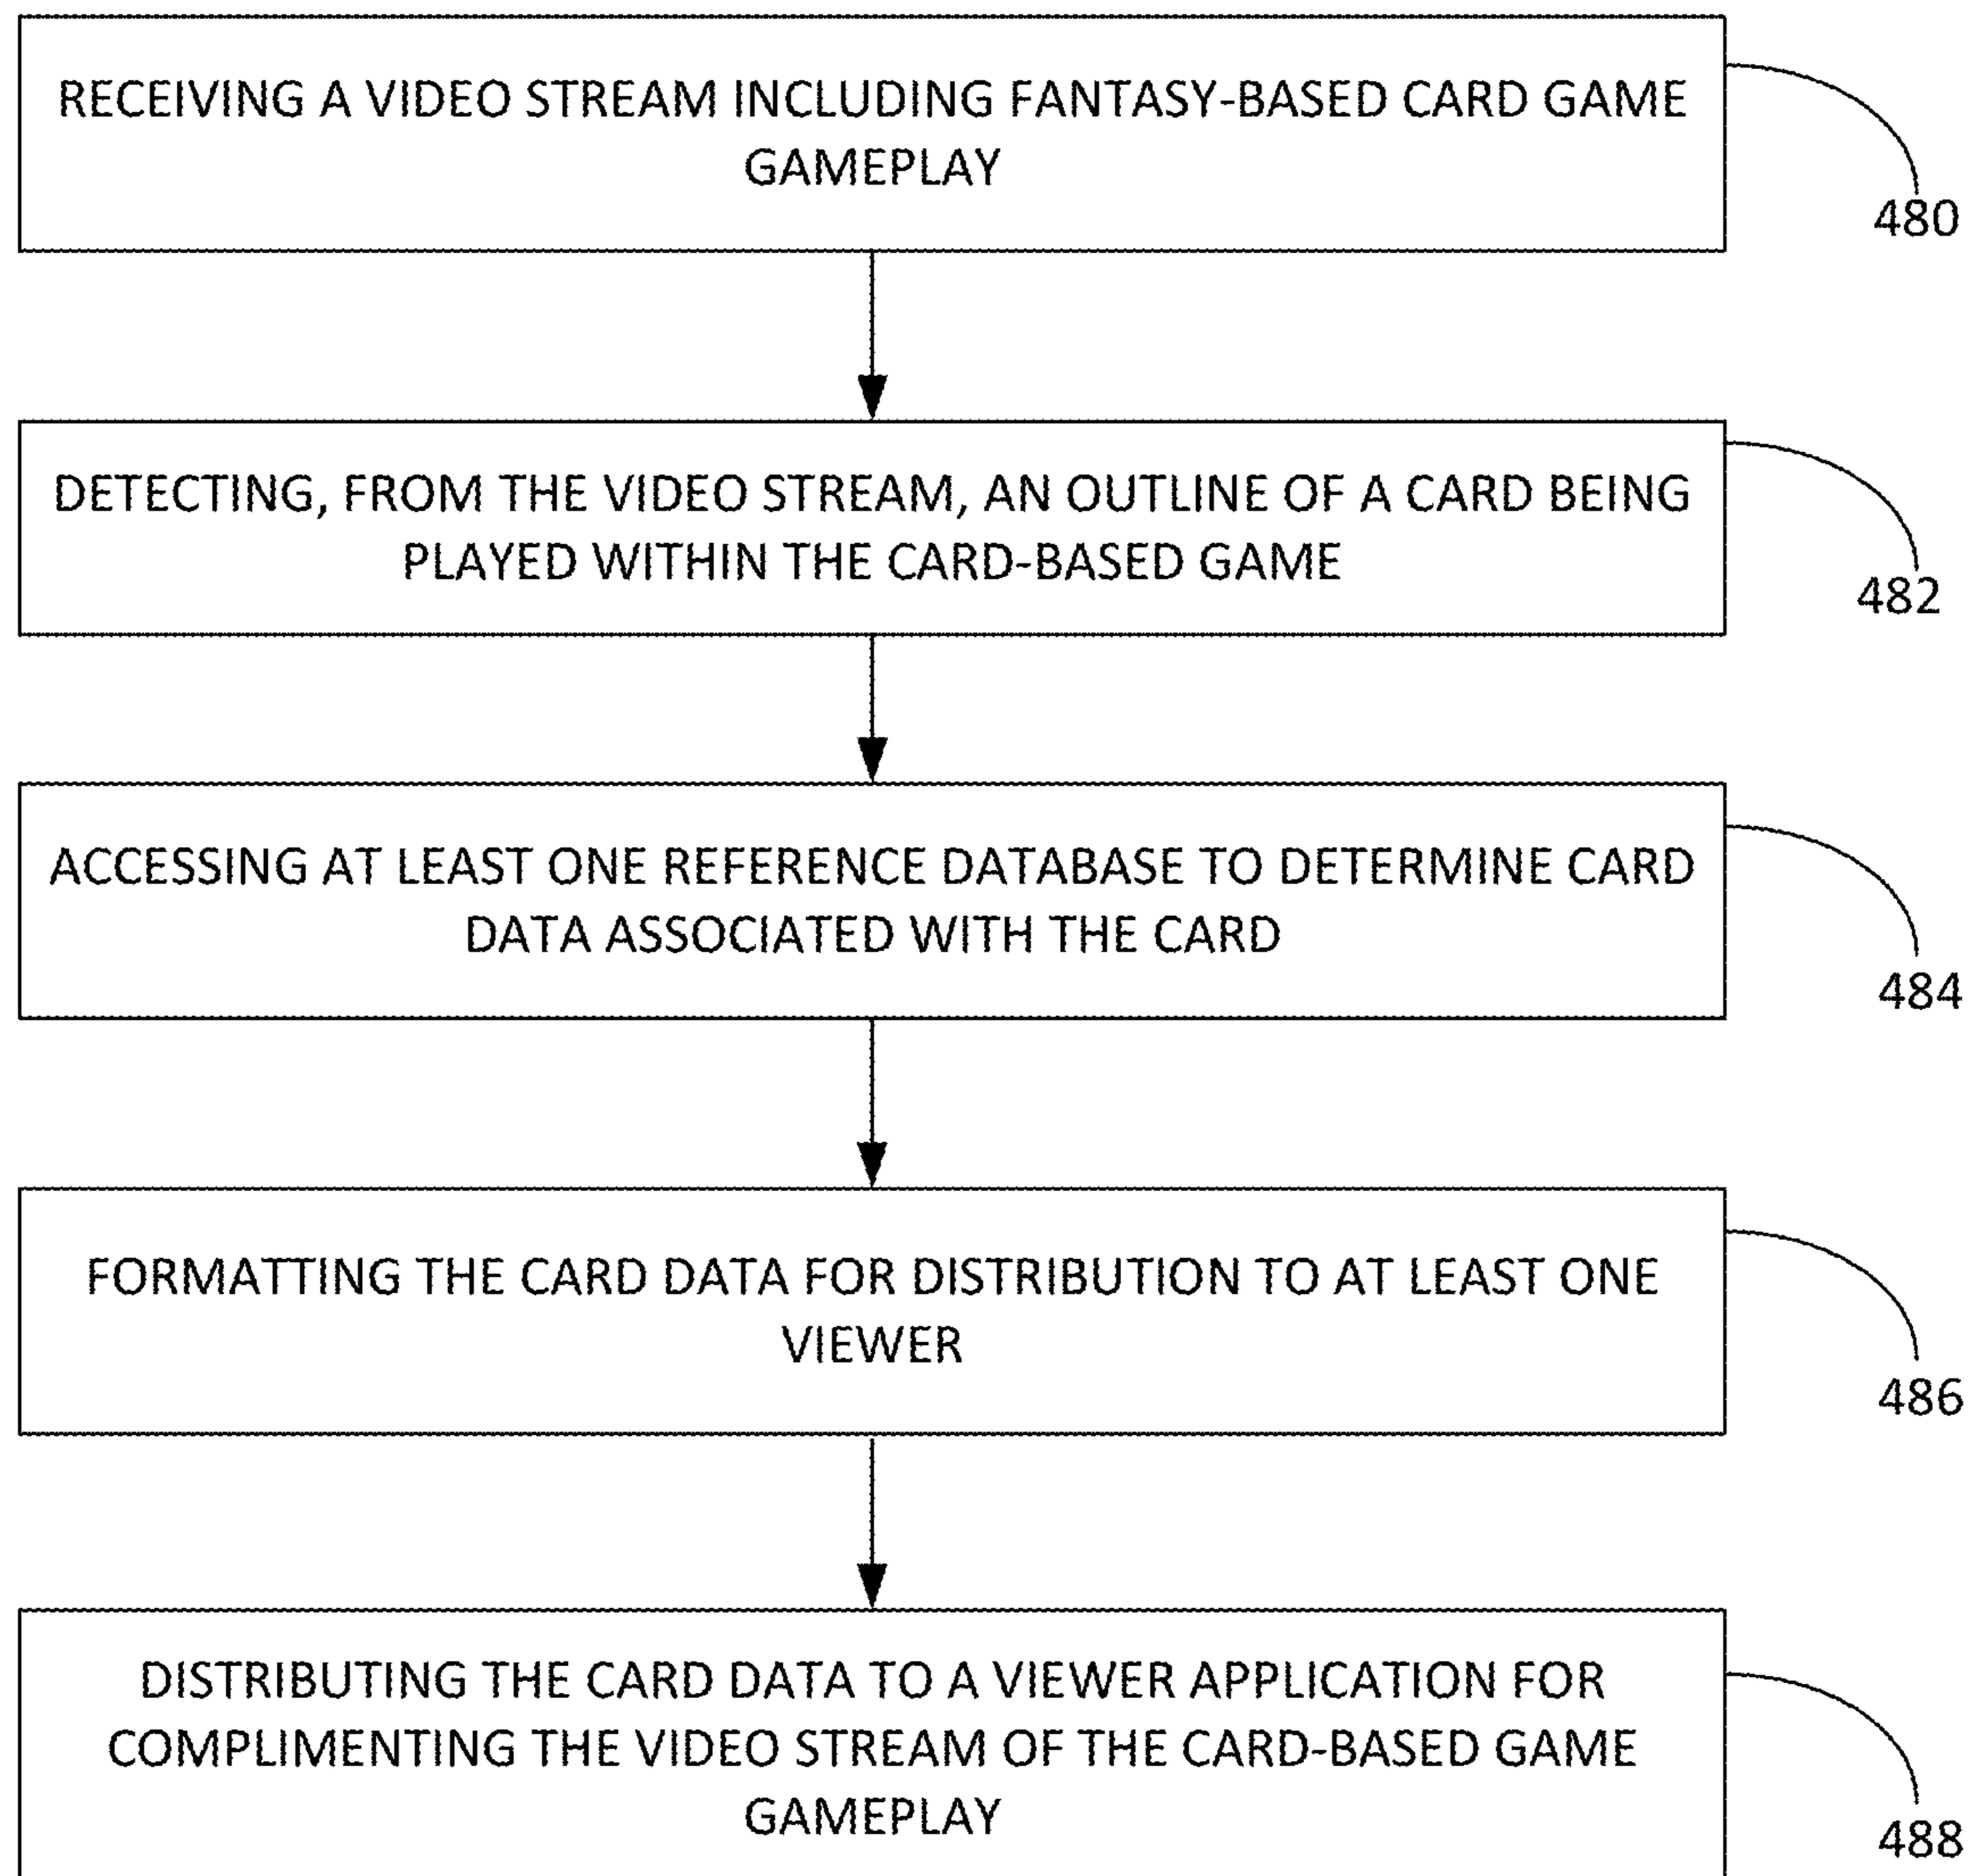 RECEIVING A VIDEO STREAM INCLUDING FANTASY-BASED CARD GAME
GAMEPLAY
480
DETECTING, FROM THE VIDEO STREAM, AN OUTLINE OF A CARD BEING
PLAYED WITHIN THE CARD-BASED GAME
482
ACCESSING AT LEAST ONE REFERENCE DATABASE TO DETERMINE CARD
DATA ASSOCIATED WITH THE CARD
484
FORMATTING THE CARD DATA FOR DISTRIBUTION TO AT LEAST ONE
VIEWER
486
DISTRIBUTING THE CARD DATA TO A VIEWER APPLICATION FOR
COMPLIMENTING THE VIDEO STREAM OF THE CARD-BASED GAME
GAMEPLAY
488